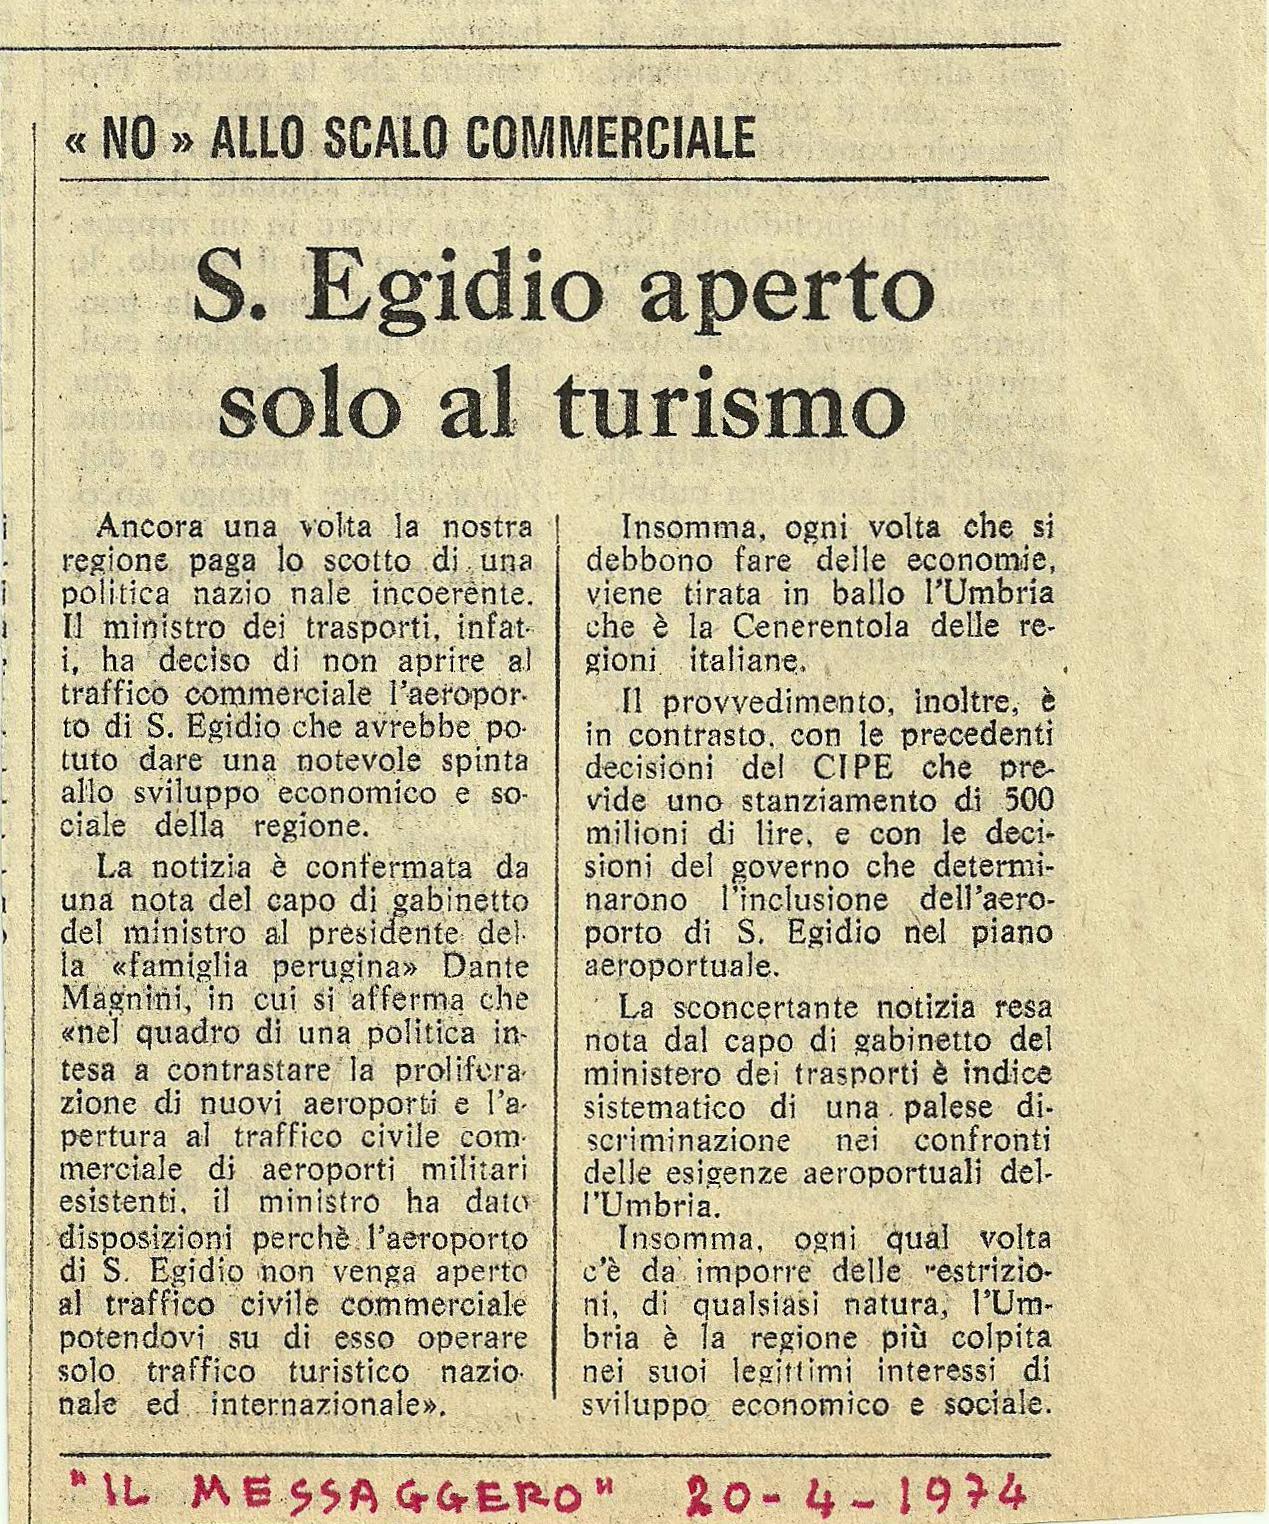 « NO » ALLO SCALO COMMERCIALE
S. Egidio aperto
solo al turismo
Ancora una volta la nostra
regione paga lo scotto di una
politica nazio nale incoerente.
Il ministro dei trasporti, infat-
i, ha deciso di non aprire al
traffico commerciale l'aeropor-
to di S. Egidio che avrebbe po-
tuto dare una notevole spinta
allo sviluppo economico e so-
ciale della regione.
La notizia è confermata da
una nota del capo di gabinetto
del ministro al presidente del-
la «famiglia perugina» Dante
Magnini, in cui si afferma che
«nel quadro di una politica in-
tesa a contrastare la prolifera-
zione di nuovi aeroporti e l'a-
pertura al traffico civile com-
merciale di aeroporti militari
esistenti, il ministro ha dato
disposizioni perchè l'aeroporto
di S. Egidio non venga aperto
al traffico civile commerciale
potendovi su di esso operare
solo traffico turistico nazio-
nale ed internazionale».
Insomma, ogni volta che si
debbono fare delle economie,
viene tirata in ballo l'Umbria
che è la Cenerentola delle re-
gioni italiane.
Il provvedimento, inoltre, è
in contrasto. con le precedenti
decisioni del CIPE che pre-
vide uno stanziamento di 500
milioni di lire, e con le deci-
sioni del governo che determi-
narono l'inclusione dell'aero-
porto di S. Egidio nel piano
aeroportuale.
La sconcertante notizia resa
nota dal capo di gabinetto del
ministero dei trasporti è indice
sistematico di una palese di-
scriminazione nei confronti
delle esigenze aeroportuali del-
l'Umbria.
Insomma, ogni qual volta
c'è da imporre delle restrizio-
ni, di qualsiasi natura, l'Um-
bria è la regione più colpita
nei suoi legittimi interessi di
sviluppo economico e sociale.
"IL MESSAGGERO" 20-4-1974